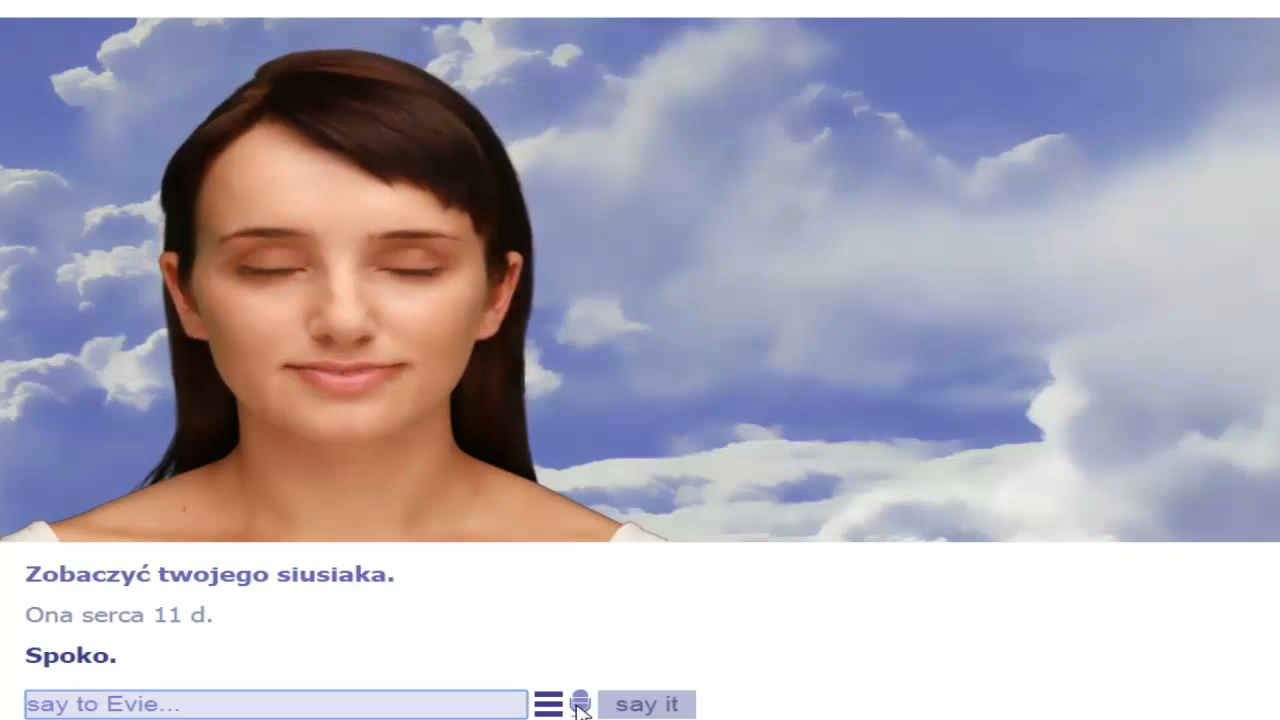 Zobaczyć twojego siusiaka.
Ona serca 11 d.
Spoko.
say to Evie... say it